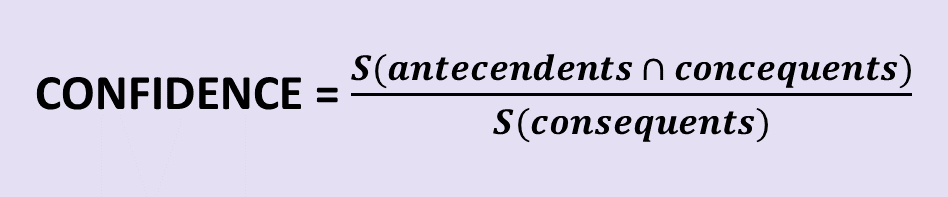 CONFIDENCE = S(antecendents ∩ concequents)
S(consequents)